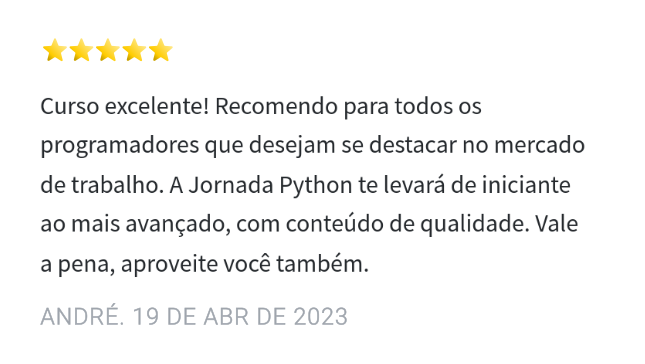 ⭐⭐⭐⭐⭐
Curso excelente! Recomendo para todos os
programadores que desejam se destacar no mercado
de trabalho. A Jornada Python te levará de iniciante
ao mais avançado, com conteúdo de qualidade. Vale
a pena, aproveite você também.
ANDRÉ. 19 DE ABR DE 2023